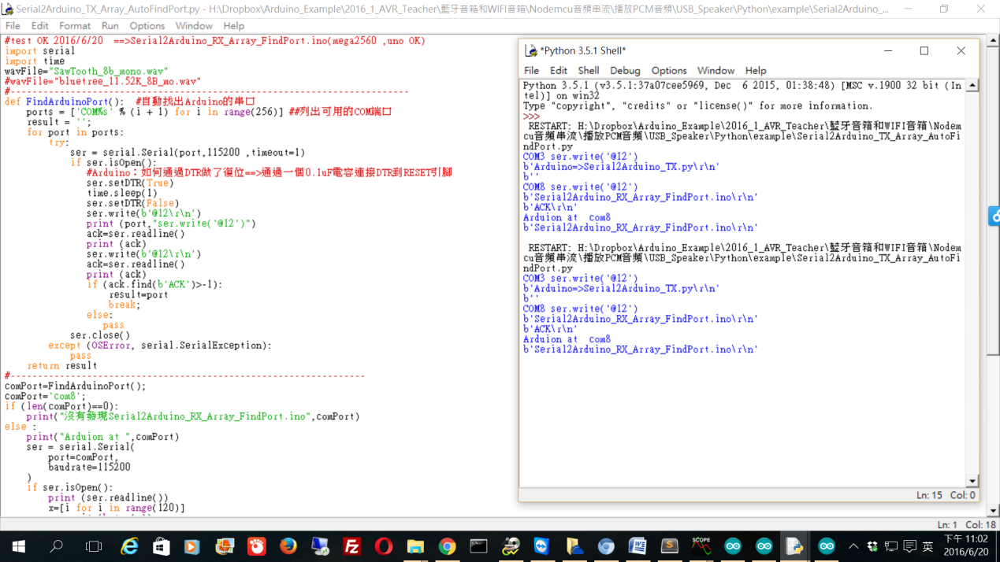 Serial2Arduino_TX_Array_AutoFindPort.py - H:\Dropbox\Arduino_Example\2016_1_AVR_Teacher\藍牙音箱和WIFI音箱\Nodemcu音頻串流\播放PCM音頻\USB_Speaker\Python\example\Serial2Arduino_...
File Edit Format Run Options Window Help
#test OK 2016/6/20  ==>Serial2Arduino_RX_Array_FindPort.ino(mega2560 ,uno OK)
import serial
import time
wavFile="SawTooth_8b_mono.wav"
#wavFile="bluetree_11.52K_8B_mo.wav"
#-------------------------------------------------------------------------
def FindArduinoPort():  #自動找出Arduino的串口
    ports = ['COM%s' % (i + 1) for i in range(256)] ##列出可用的COM端口
    result = '';
    for port in ports:
        try:
            ser = serial.Serial(port,115200 ,timeout=1)
            if ser.isOpen():
               #Arduino：如何通過DTR做了復位==>通過一個0.1uF電容連接DTR到RESET引腳
               ser.setDTR(True)
               time.sleep(1)
               ser.setDTR(False)
               ser.write(b'@12\r\n')
               print (port,"ser.write('@12')")
               ack=ser.readline()
               print (ack)
               ser.write(b'@12\r\n')
               ack=ser.readline()
               print (ack)
               if (ack.find(b'ACK')>-1):
                   result=port
                   break;
               else:
                  pass
            ser.close()
        except (OSError, serial.SerialException):
            pass
    return result
#-----------------------------------------------------------------
comPort=FindArduinoPort();
comPort='com8';
if (len(comPort)==0):
    print("沒有發現Serial2Arduino_RX_Array_FindPort.ino",comPort)
else :
    print("Arduion at ",comPort)
    ser = serial.Serial(
        port=comPort,
        baudrate=115200
    )
    if ser.isOpen():
        print (ser.readline())
        x=[i for i in range(120)]
Ln: 1 Col: 18
*Python 3.5.1 Shell*
File Edit Shell Debug Options Window Help
Python 3.5.1 (v3.5.1:37a07cee5969, Dec  6 2015, 01:38:48) [MSC v.1900 32 bit (In
tel)] on win32
Type "copyright", "credits" or "license()" for more information.
>>>
 RESTART: H:\Dropbox\Arduino_Example\2016_1_AVR_Teacher\藍牙音箱和WIFI音箱\Nodem
cu音頻串流\播放PCM音頻\USB_Speaker\Python\example\Serial2Arduino_TX_Array_AutoFi
ndPort.py
COM3 ser.write('@12')
b'Arduino=>Serial2Arduino_TX.py\r\n'
b''
COM8 ser.write('@12')
b'Serial2Arduino_RX_Array_FindPort.ino\r\n'
b'ACK\r\n'
Arduion at  com8
b'Serial2Arduino_RX_Array_FindPort.ino\r\n'
 RESTART: H:\Dropbox\Arduino_Example\2016_1_AVR_Teacher\藍牙音箱和WIFI音箱\Nodem
cu音頻串流\播放PCM音頻\USB_Speaker\Python\example\Serial2Arduino_TX_Array_AutoFi
ndPort.py
COM3 ser.write('@12')
b'Arduino=>Serial2Arduino_TX.py\r\n'
b''
COM8 ser.write('@12')
b'Serial2Arduino_RX_Array_FindPort.ino\r\n'
b'ACK\r\n'
Arduion at  com8
b'Serial2Arduino_RX_Array_FindPort.ino\r\n'
Ln: 15 Col: 0
SCOPE
英
下午 11:02
2016/6/20